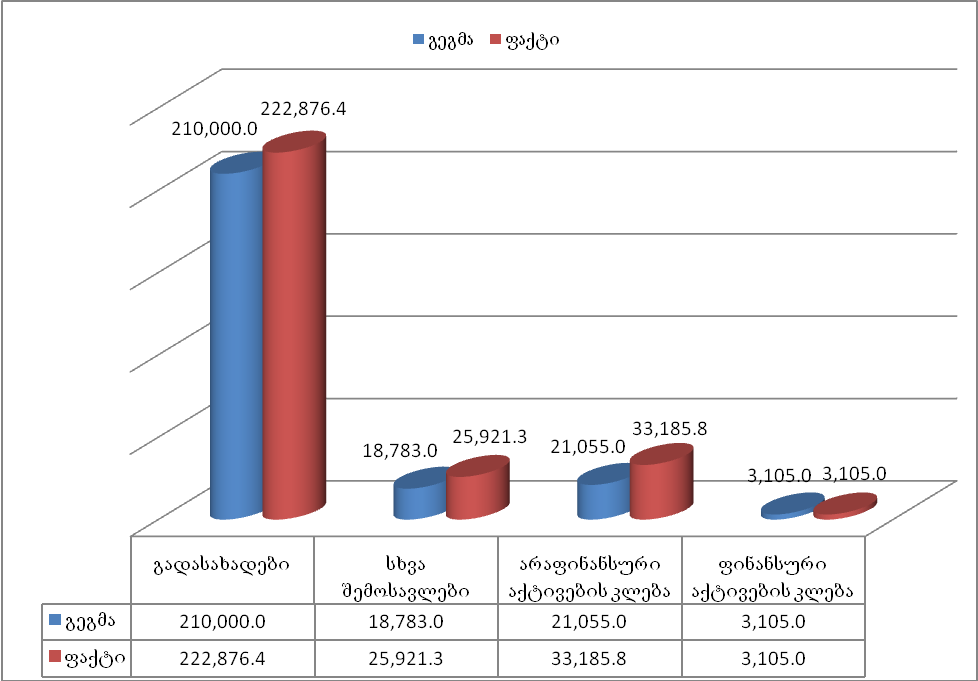 გეგმა ფაქტი
222,876.4
210,000.0
33,185.8
25,921.3
21,055.0
18,783.0
3,105.0 3,105.0
გადასახადები სხვა შემოსავლები არაფინანსური აქტივების კლება ფინანსური აქტივების კლება
გეგმა 210,000.0 18,783.0 21,055.0 3,105.0
ფაქტი 222,876.4 25,921.3 33,185.8 3,105.0